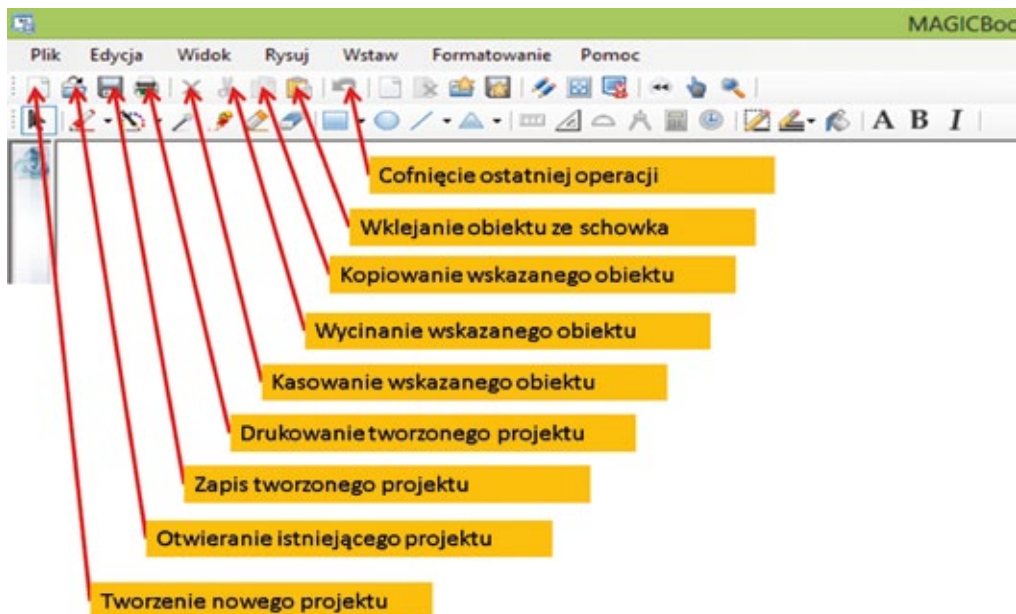 MAGICBoo
Plik Edycja Widok Rysuj Wstaw Formatowanie Pomoc
A B I
Cofnięcie ostatniej operacji
Wklejanie obiektu ze schowka
Kopiowanie wskazanego obiektu
Wycinanie wskazanego obiektu
Kasowanie wskazanego obiektu
Drukowanie tworzonego projektu
Zapis tworzonego projektu
Otwieranie istniejącego projektu
Tworzenie nowego projektu